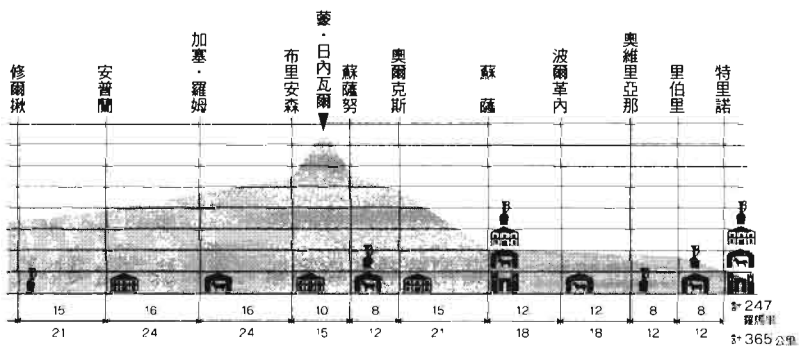 修爾揪
安普蘭
加塞・羅姆
布里安森
蒙・日內瓦爾
蘇薩努
奧爾克斯
蘇薩
波爾革內
奧維里亞那
里伯里
特里諾
15 16 16 10 8 15 12 12 8 8 計247
羅馬里
21 24 24 15 12 21 18 18 12 12 計365公里